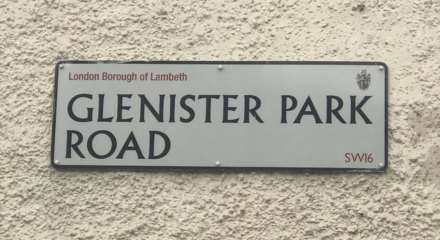 London Borough of Lambeth
GLENISTER PARK
ROAD
SW16